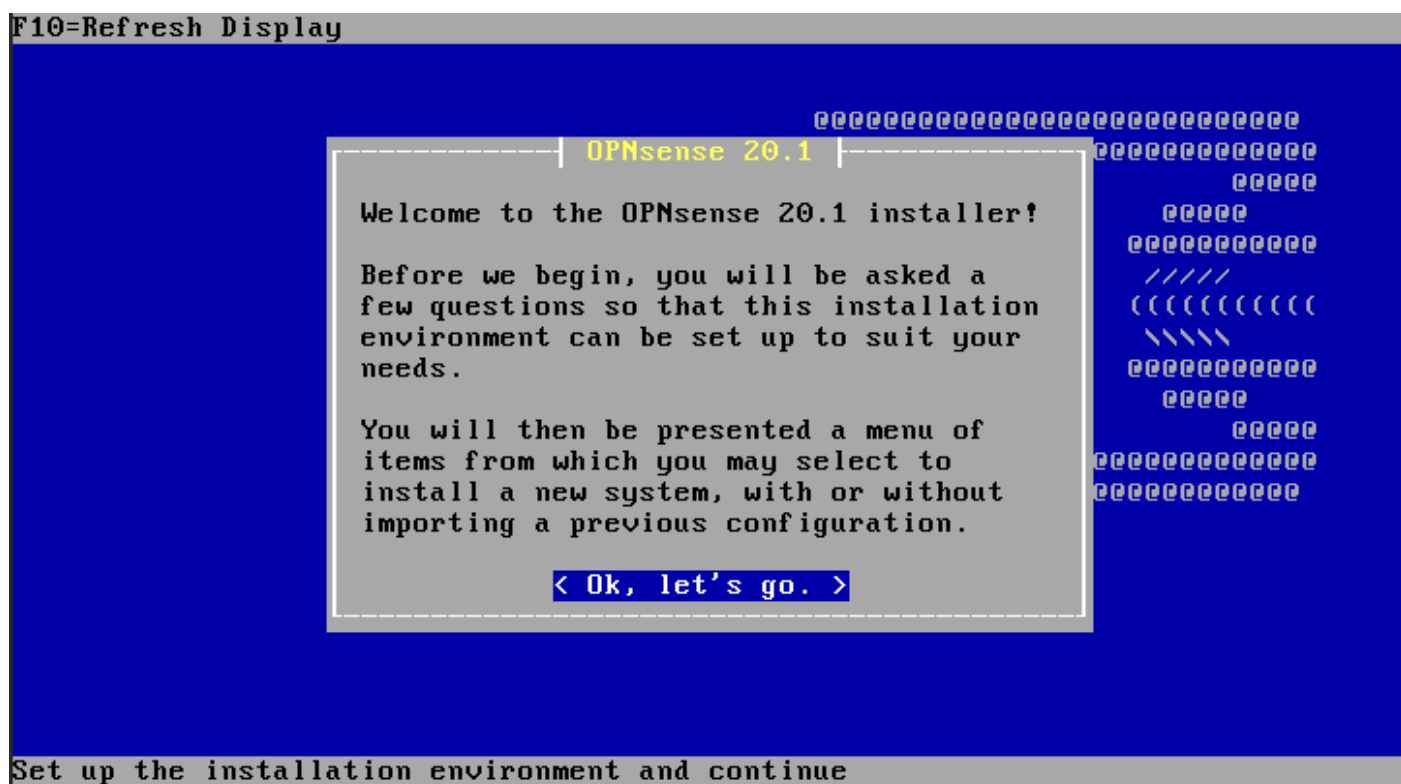 F10=Refresh Display
@@@@@@@@@@@@@@@@@@@@@@@@@@@@
OPNsense 20.1
@@@@@@@@@@@@@
@@@@@
Welcome to the OPNsense 20.1 installer!
@@@@@
@@@@@@@@@@@
Before we begin, you will be asked a
/////
few questions so that this installation
(((((((((((
environment can be set up to suit your
\\\\\
needs.
@@@@@@@@@@@
@@@@@
You will then be presented a menu of
@@@@@
items from which you may select to
@@@@@@@@@@@@@
install a new system, with or without
@@@@@@@@@@@@
importing a previous configuration.
< Ok, let's go. >
Set up the installation environment and continue